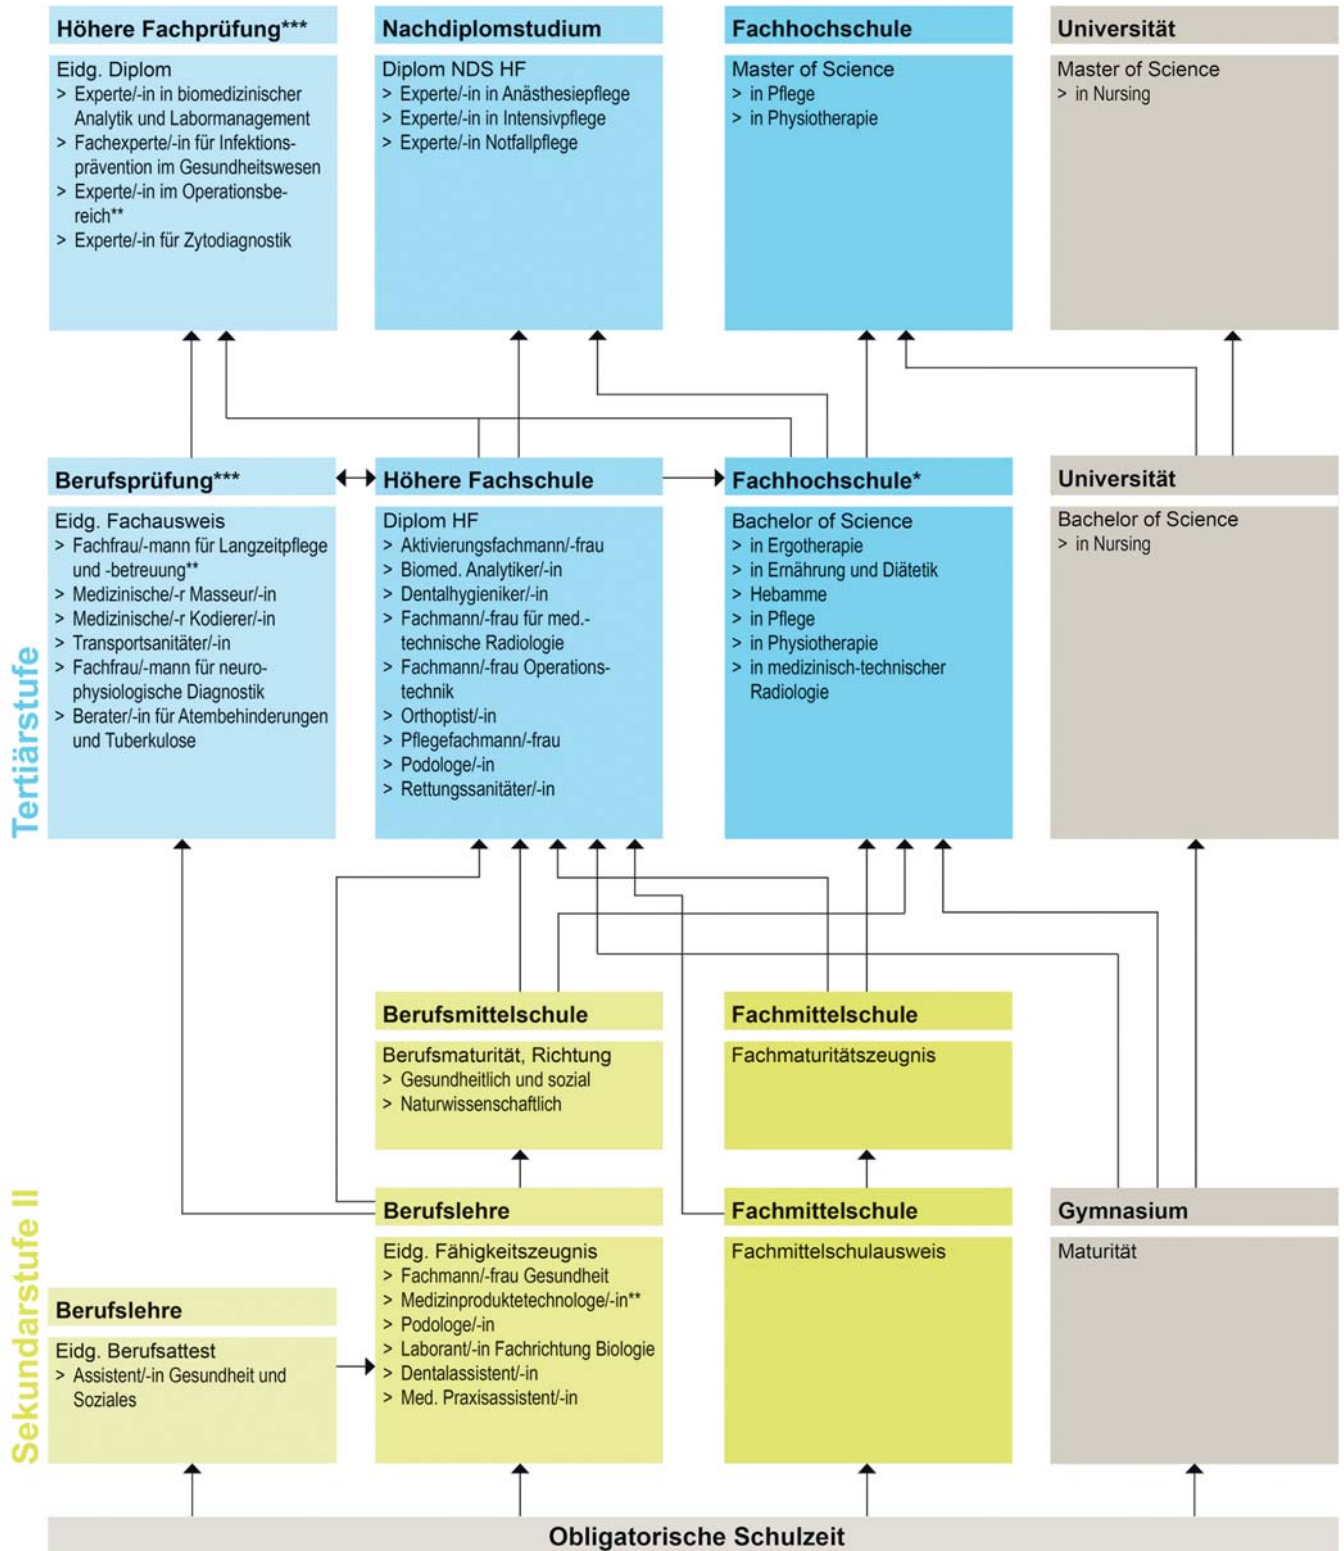 Höhere Fachprüfung***
Eidg. Diplom
> Experte/-in in biomedizinischer
Analytik und Labormanagement
> Fachexperte/-in für Infektions-
prävention im Gesundheitswesen
> Experte/-in im Operationsbe-
reich**
> Experte/-in für Zytodiagnostik
Nachdiplomstudium
Diplom NDS HF
> Experte/-in in Anästhesiepflege
> Experte/-in in Intensivpflege
> Experte/-in Notfallpflege
Fachhochschule
Master of Science
> in Pflege
> in Physiotherapie
Universität
Master of Science
> in Nursing
Tertiärstufe
Berufsprüfung***
Eidg. Fachausweis
> Fachfrau/-mann für Langzeitpflege
und -betreuung**
> Medizinische/-r Masseur/-in
> Medizinische/-r Kodierer/-in
> Transportsanitäter/-in
> Fachfrau/-mann für neuro-
physiologische Diagnostik
> Berater/-in für Atembehinderungen
und Tuberkulose
Höhere Fachschule
Diplom HF
> Aktivierungsfachmann/-frau
> Biomed. Analytiker/-in
> Dentalhygieniker/-in
> Fachmann/-frau für med.-
technische Radiologie
> Fachmann/-frau Operations-
technik
> Orthoptist/-in
> Pflegefachmann/-frau
> Podologe/-in
> Rettungssanitäter/-in
Fachhochschule*
Bachelor of Science
> in Ergotherapie
> in Ernährung und Diätetik
> Hebamme
> in Pflege
> in Physiotherapie
> in medizinisch-technischer
Radiologie
Universität
Bachelor of Science
> in Nursing
Sekundarstufe II
Berufsmittelschule
Berufsmaturität, Richtung
> Gesundheitlich und sozial
> Naturwissenschaftlich
Fachmittelschule
Fachmaturitätszeugnis
Berufslehre
Eidg. Berufsattest
> Assistent/-in Gesundheit und
Soziales
Berufslehre
Eidg. Fähigkeitszeugnis
> Fachmann/-frau Gesundheit
> Medizinproduktetechnologe/-in**
> Podologe/-in
> Laborant/-in Fachrichtung Biologie
> Dentalassistent/-in
> Med. Praxisassistent/-in
Fachmittelschule
Fachmittelschulausweis
Gymnasium
Maturität
Obligatorische Schulzeit